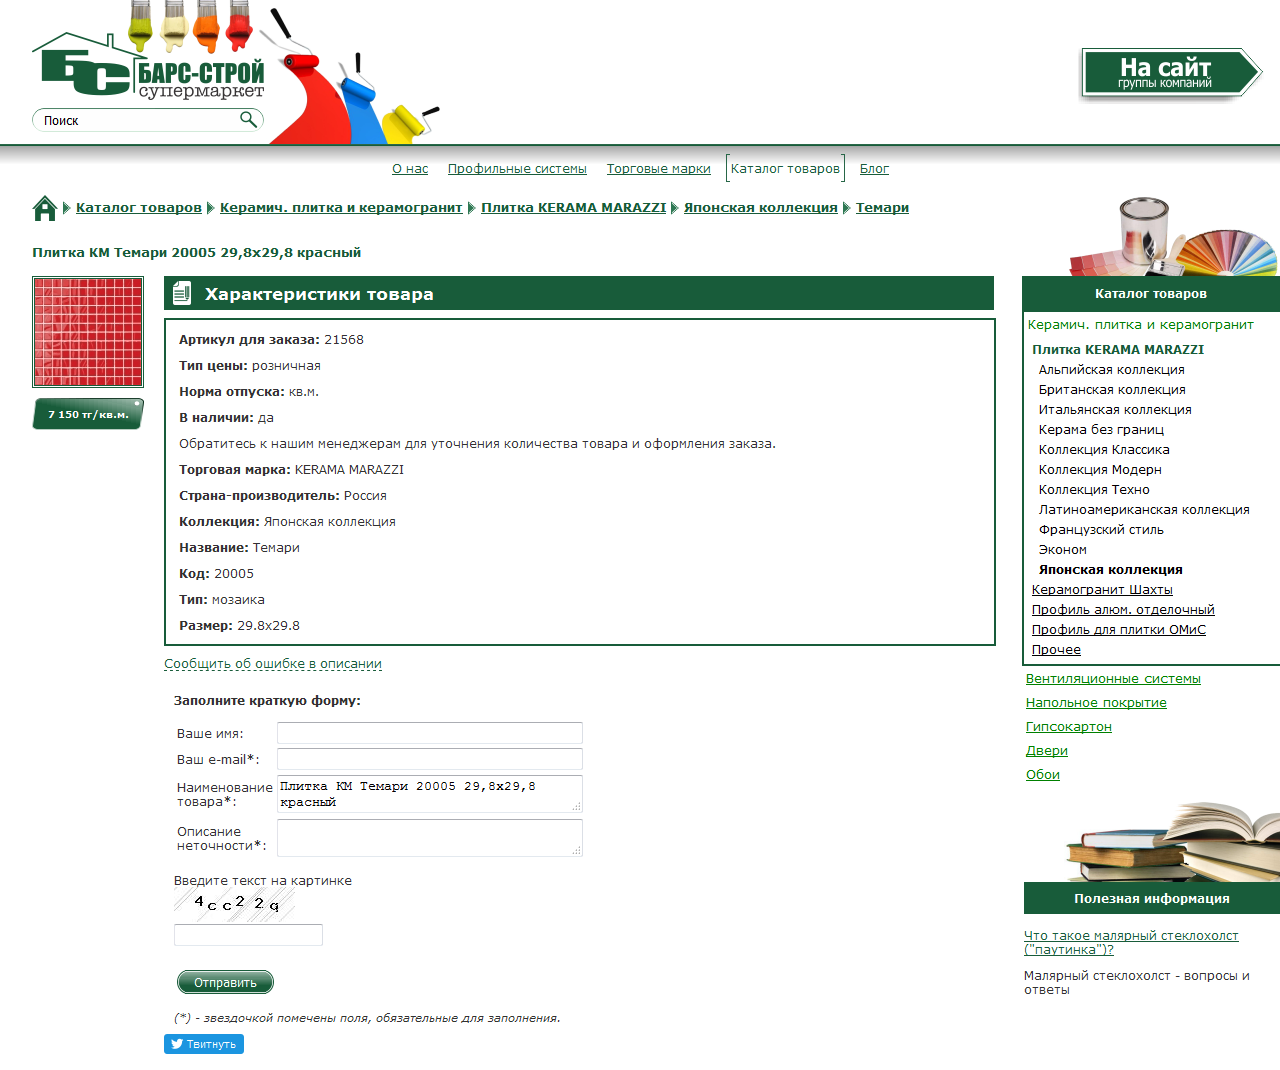 БС БАРС-СТРОЙ
супермаркет
Поиск
На сайт
группы компаний
О нас Профильные системы Торговые марки Каталог товаров Блог
Каталог товаров Керамич. плитка и керамогранит Плитка KERAMA MARAZZI Японская коллекция Темари
Плитка КМ Темари 20005 29,8х29,8 красный
7 150 тг/кв.м.
Характеристики товара
Артикул для заказа: 21568
Тип цены: розничная
Норма отпуска: кв.м.
В наличии: да
Обратитесь к нашим менеджерам для уточнения количества товара и оформления заказа.
Торговая марка: KERAMA MARAZZI
Страна-производитель: Россия
Коллекция: Японская коллекция
Название: Темари
Код: 20005
Тип: мозаика
Размер: 29.8x29.8
Сообщить об ошибке в описании
Заполните краткую форму:
Ваше имя:
Ваш e-mail*:
Наименование
товара*:
Плитка КМ Темари 20005 29,8х29,8
красный
Описание
неточности*:
Введите текст на картинке
4cc22q
Отправить
(*) - звездочкой помечены поля, обязательные для заполнения.
Твитнуть
Каталог товаров
Керамич. плитка и керамогранит
Плитка KERAMA MARAZZI
Альпийская коллекция
Британская коллекция
Итальянская коллекция
Керама без границ
Коллекция Классика
Коллекция Модерн
Коллекция Техно
Латиноамериканская коллекция
Французский стиль
Эконом
Японская коллекция
Керамогранит Шахты
Профиль алюм. отделочный
Профиль для плитки ОМиС
Прочее
Вентиляционные системы
Напольное покрытие
Гипсокартон
Двери
Обои
Полезная информация
Что такое малярный стеклохолст
("паутинка")?
Малярный стеклохолст - вопросы и
ответы